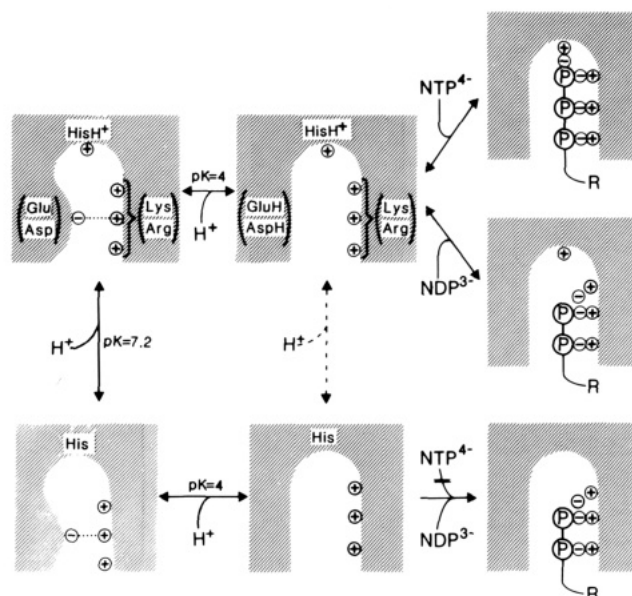 NTP4-
HisH+
HisH+
pK=4
Glu
Asp
Lys
Arg
H+
GluH
AspH
Lys
Arg
P
P
P
R
NDP3-
P
P
R
H+
pK=7.2
H±
His
His
pK=4
H+
NTP4-
NDP3-
P
P
R